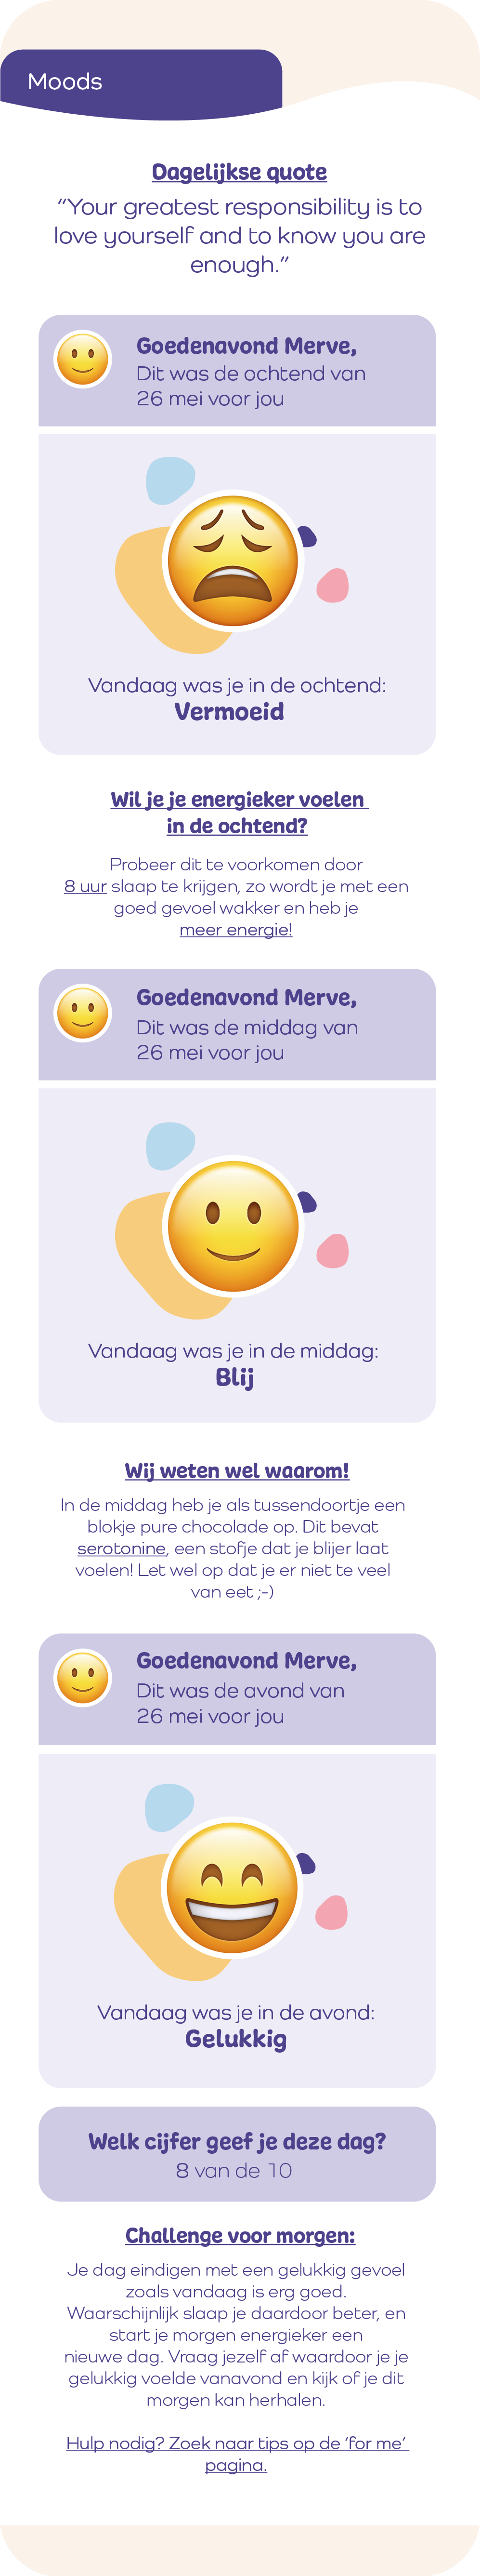 Moods
Dagelijkse quote
“Your greatest responsibility is to
love yourself and to know you are
enough.”
Goedenavond Merve,
Dit was de ochtend van
26 mei voor jou
Vandaag was je in de ochtend:
Vermoeid
Wil je je energieker voelen
in de ochtend?
Probeer dit te voorkomen door
8 uur slaap te krijgen, zo wordt je met een
goed gevoel wakker en heb je
meer energie!
Goedenavond Merve,
Dit was de middag van
26 mei voor jou
Vandaag was je in de middag:
Blij
Wij weten wel waarom!
In de middag heb je als tussendoortje een
blokje pure chocolade op. Dit bevat
serotonine, een stofje dat je blijer laat
voelen! Let wel op dat je er niet te veel
van eet ;-)
Goedenavond Merve,
Dit was de avond van
26 mei voor jou
Vandaag was je in de avond:
Gelukkig
Welk cijfer geef je deze dag?
8 van de 10
Challenge voor morgen:
Je dag eindigen met een gelukkig gevoel
zoals vandaag is erg goed.
Waarschijnlijk slaap je daardoor beter, en
start je morgen energieker een
nieuwe dag. Vraag jezelf af waardoor je je
gelukkig voelde vanavond en kijk of je dit
morgen kan herhalen.
Hulp nodig? Zoek naar tips op de ‘for me’
pagina.